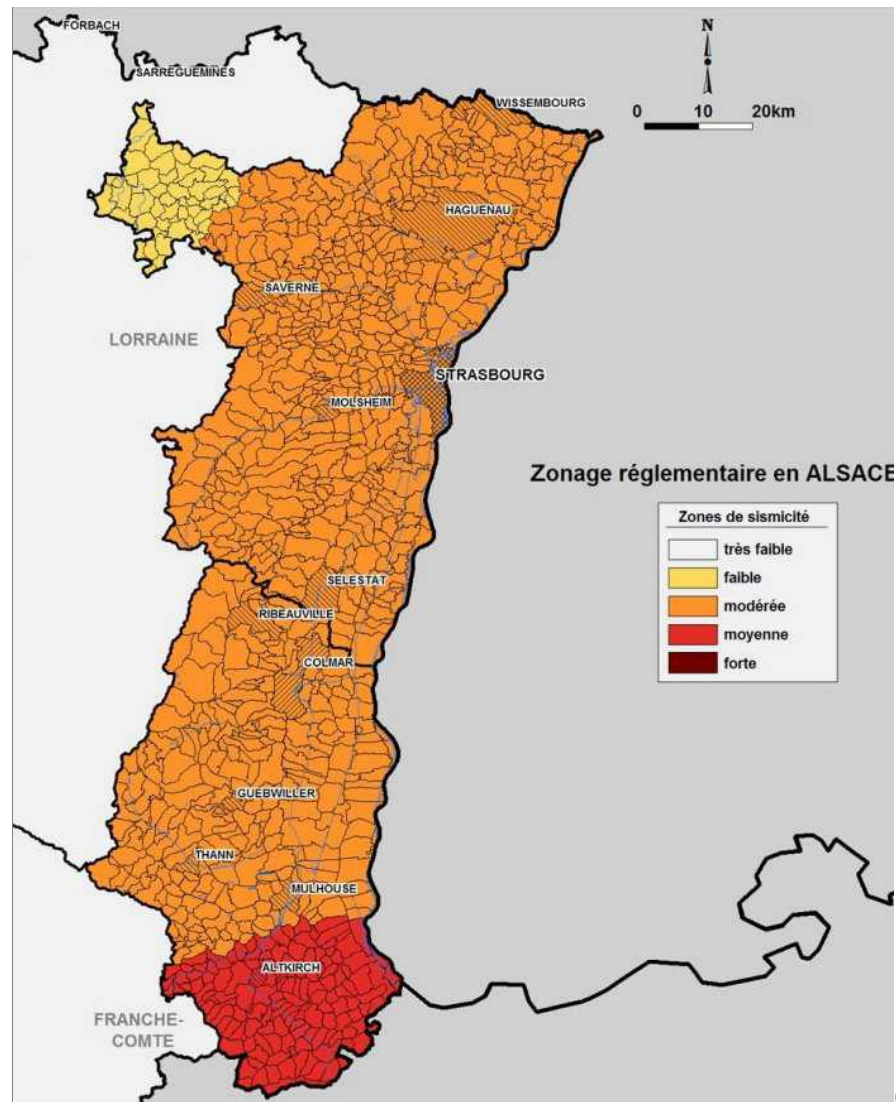 FORBACH
SARREGUEMINES
N
WISSEMBOURG
0 10 20km
HAGUENAU
SAVERNE
LORRAINE
STRASBOURG
MOLSHEIM
Zonage réglementaire en ALSACE
Zones de sismicité
très faible
faible
modérée
moyenne
forte
SELESTAT
RIBEAUVILLE
COLMAR
GUEBWILLER
THANN
MULHOUSE
ALTKIRCH
FRANCHE-
COMTE